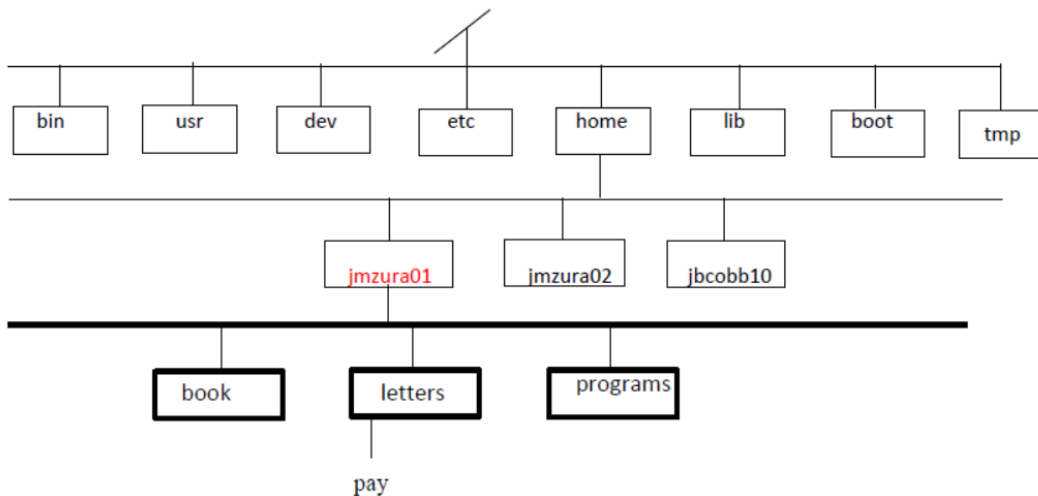 /
bin usr dev etc home lib boot tmp
jmzura01 jmzura02 jbcobb10
book letters programs
pay